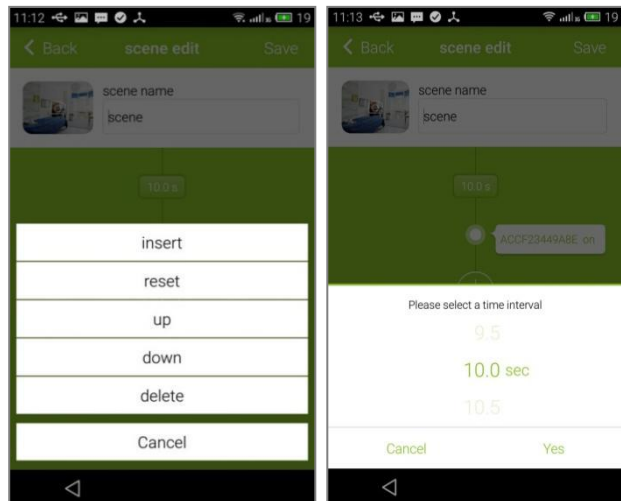 11:12
19
Back
scene edit
Save
scene name
scene
10.0 s
insert
reset
up
down
delete
Cancel
11:13
19
Back
scene edit
Save
scene name
scene
10.0 s
ACCF23449A8E on
Please select a time interval
9.5
10.0 sec
10.5
Cancel
Yes